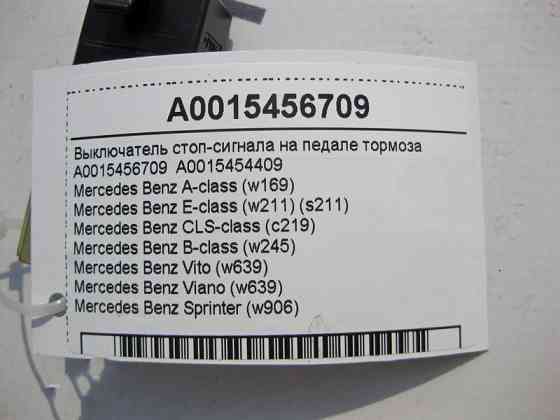 A0015456709
Выключатель стоп-сигнала на педале тормоза
A0015456709 A0015454409
Mercedes Benz A-class (w169)
Mercedes Benz E-class (w211) (s211)
Mercedes Benz CLS-class (c219)
Mercedes Benz B-class (w245)
Mercedes Benz Vito (w639)
Mercedes Benz Viano (w639)
Mercedes Benz Sprinter (w906)